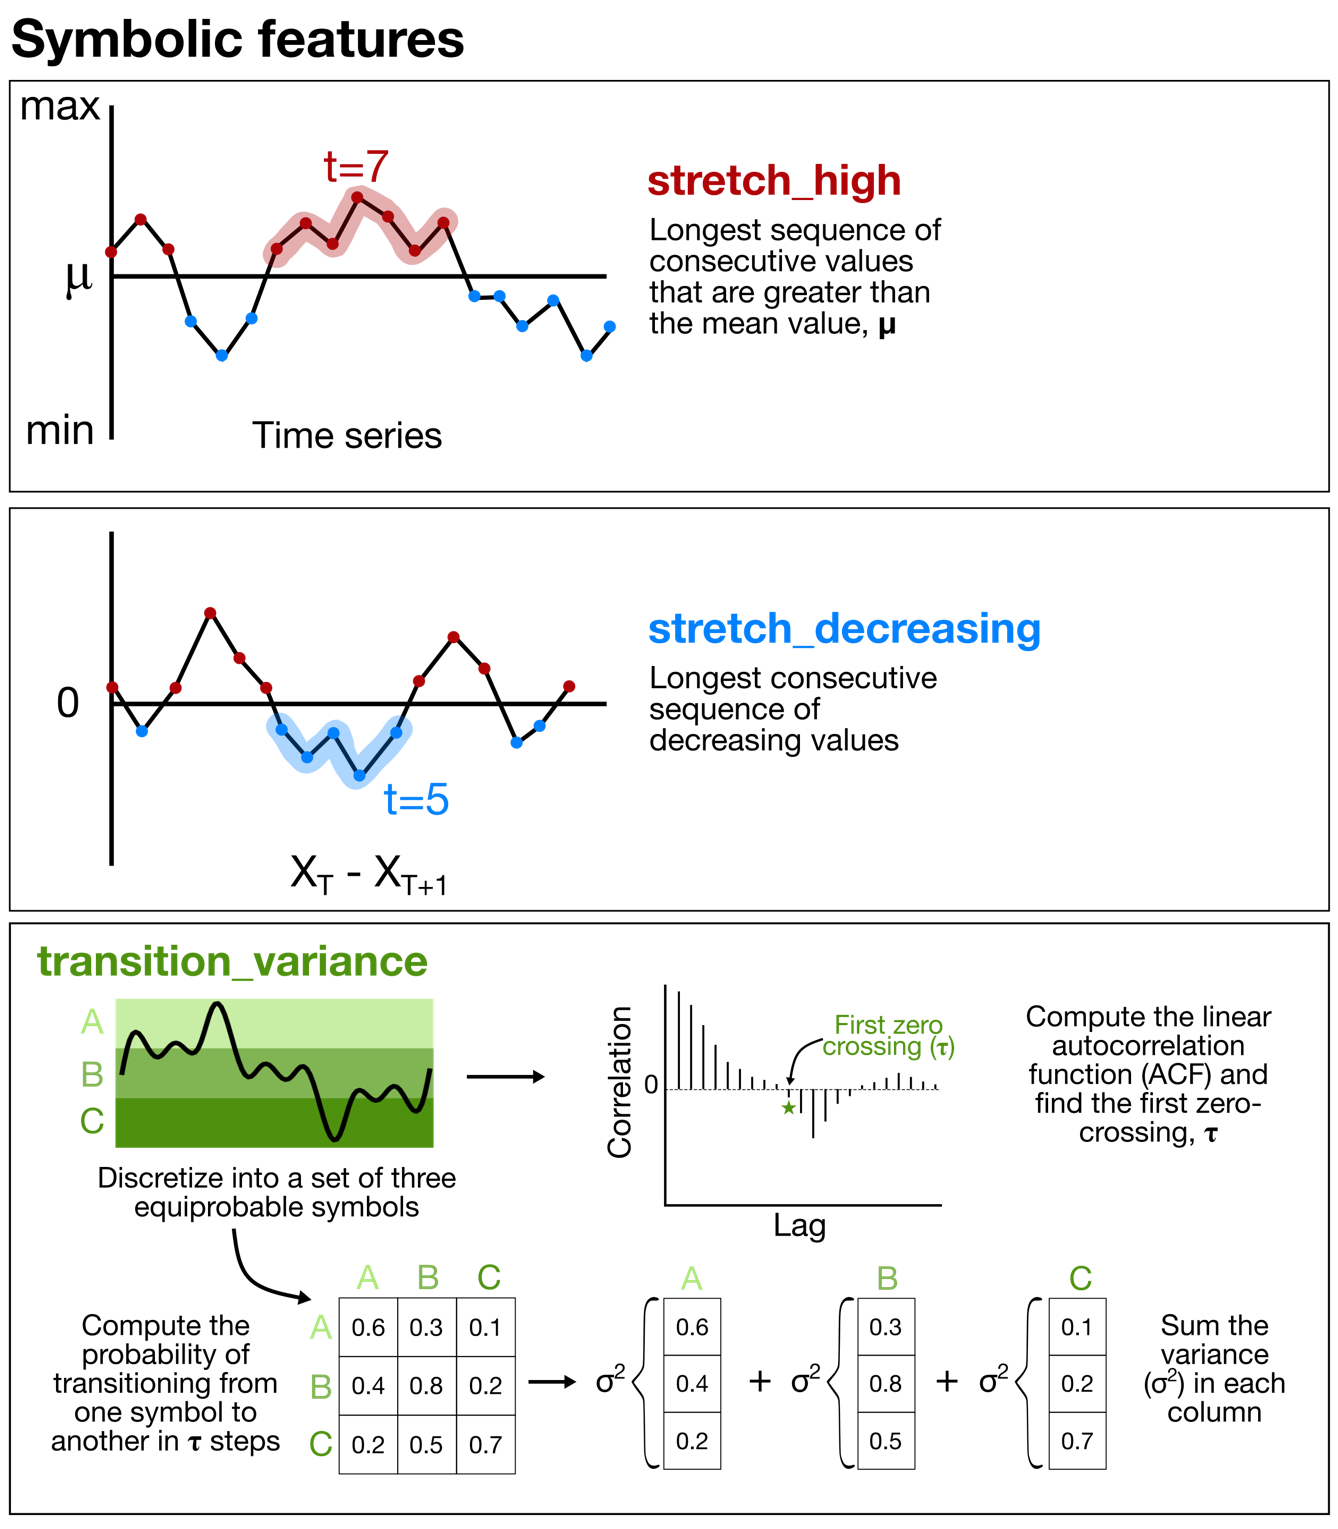 Symbolic features
max
t=7
μ
min
Time series
stretch_high
Longest sequence of
consecutive values
that are greater than
the mean value, μ
0
t=5
X_T - X_{T+1}
stretch_decreasing
Longest consecutive
sequence of
decreasing values
transition_variance
A
B
C
Discretize into a set of three
equiprobable symbols
Correlation
0
First zero
crossing (τ)
Lag
Compute the linear
autocorrelation
function (ACF) and
find the first zero-
crossing, τ
Compute the
probability of
transitioning from
one symbol to
another in τ steps
A B C
A 0.6 0.3 0.1
B 0.4 0.8 0.2
C 0.2 0.5 0.7
A
σ²
0.6
0.4
0.2
+
B
σ²
0.3
0.8
0.5
+
C
σ²
0.1
0.2
0.7
Sum the
variance
(σ²) in each
column